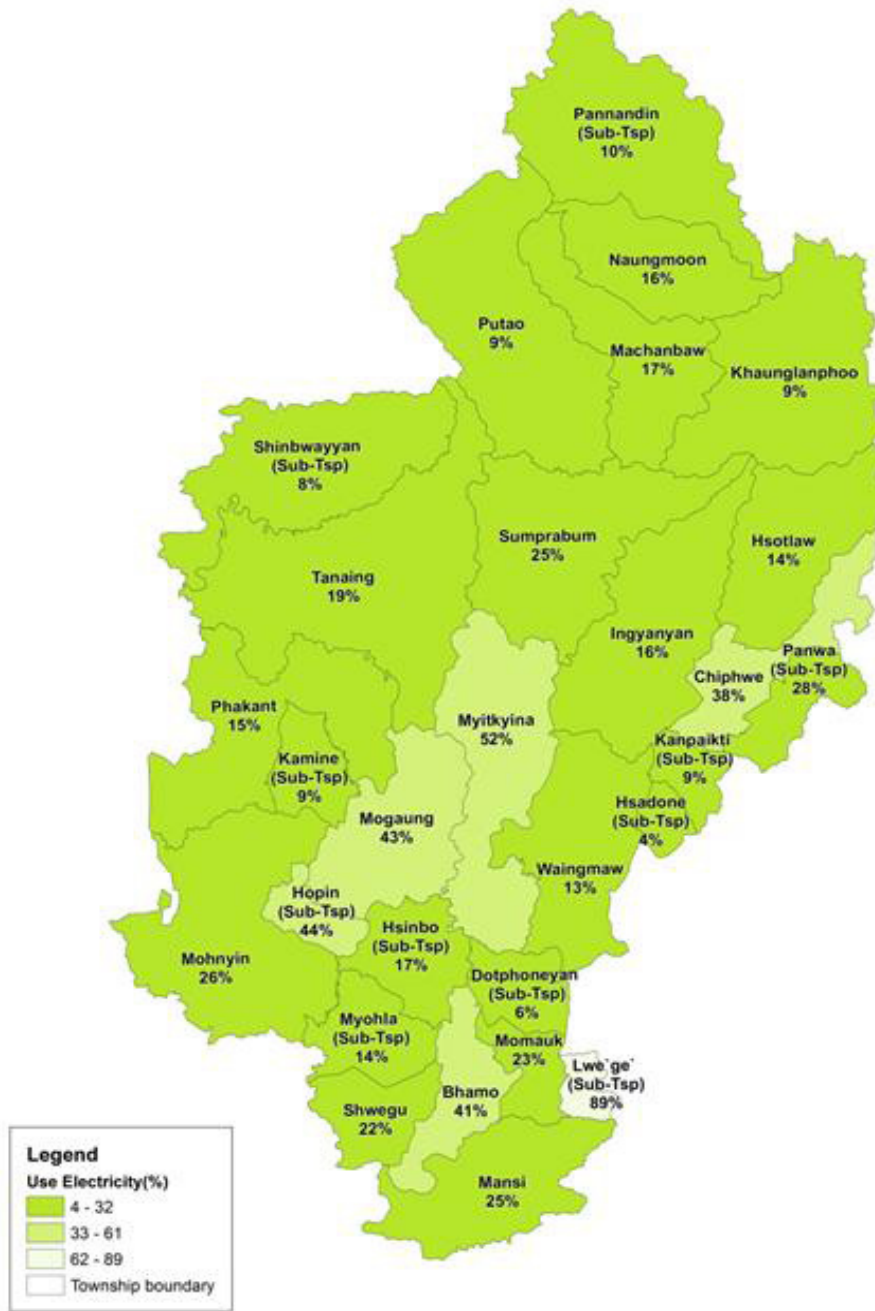 Pannandin
(Sub-Tsp)
10%
Naungmoon
16%
Putao
9%
Machanbaw
17%
Khaunglanphoo
9%
Shinbwayyan
(Sub-Tsp)
8%
Sumprabum
25%
Hsotlaw
14%
Tanaing
19%
Ingyanyan
16%
Panwa
(Sub-Tsp)
28%
Chiphwe
38%
Phakant
15%
Myitkyina
52%
Kanpaikti
(Sub-Tsp)
9%
Kamine
(Sub-Tsp)
9%
Hsadone
(Sub-Tsp)
4%
Mogaung
43%
Waingmaw
13%
Hopin
(Sub-Tsp)
44%
Hsinbo
(Sub-Tsp)
17%
Mohnyin
26%
Dotphoneyan
(Sub-Tsp)
6%
Myohla
(Sub-Tsp)
14%
Momauk
23%
Lwe`ge`
(Sub-Tsp)
89%
Bhamo
41%
Shwegu
22%
Mansi
25%
Legend
Use Electricity(%)
4 - 32
33 - 61
62 - 89
Township boundary